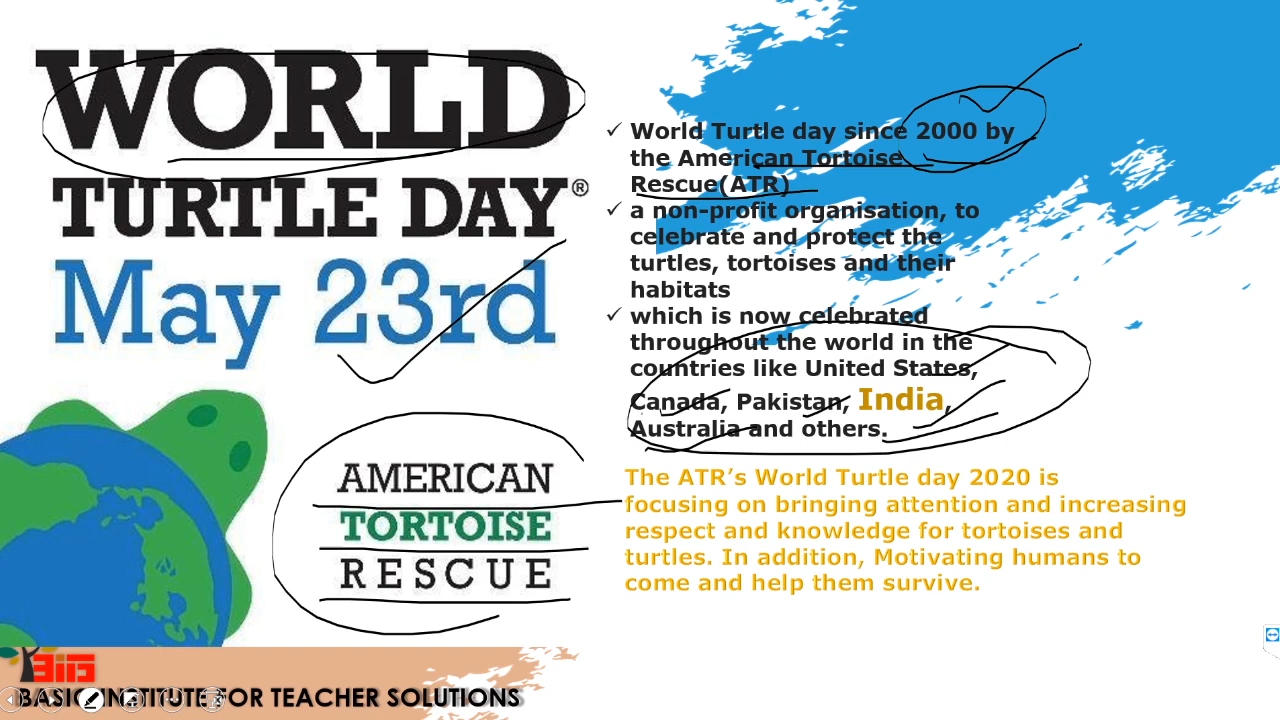 WORLD
TURTLE DAY®
May 23rd
AMERICAN
TORTOISE
RESCUE
✓ World Turtle day since 2000 by
the American Tortoise
Rescue(ATR)
✓ a non-profit organisation, to
celebrate and protect the
turtles, tortoises and their
habitats
✓ which is now celebrated
throughout the world in the
countries like United States,
Canada, Pakistan, India,
Australia and others.
The ATR’s World Turtle day 2020 is
focusing on bringing attention and increasing
respect and knowledge for tortoises and
turtles. In addition, Motivating humans to
come and help them survive.
BASIC INTITUTE FOR TEACHER SOLUTIONS